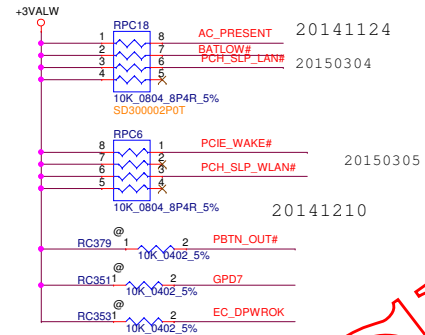 +3VALW
RPC18
1 8 AC_PRESENT 20141124
2 7 BATLOW#
3 6 PCH_SLP_LAN# 20150304
4 5
10K_0804_8P4R_5%
SD300002P0T
RPC6
8 1 PCIE_WAKE#
7 2 20150305
6 3 PCH_SLP_WLAN#
5 4
10K_0804_8P4R_5%
20141210
@
RC379 1 2 PBTN_OUT#
10K_0402_5%
@
RC351 1 2 GPD7
10K_0402_5%
@
RC353 1 2 EC_DPWROK
10K_0402_5%